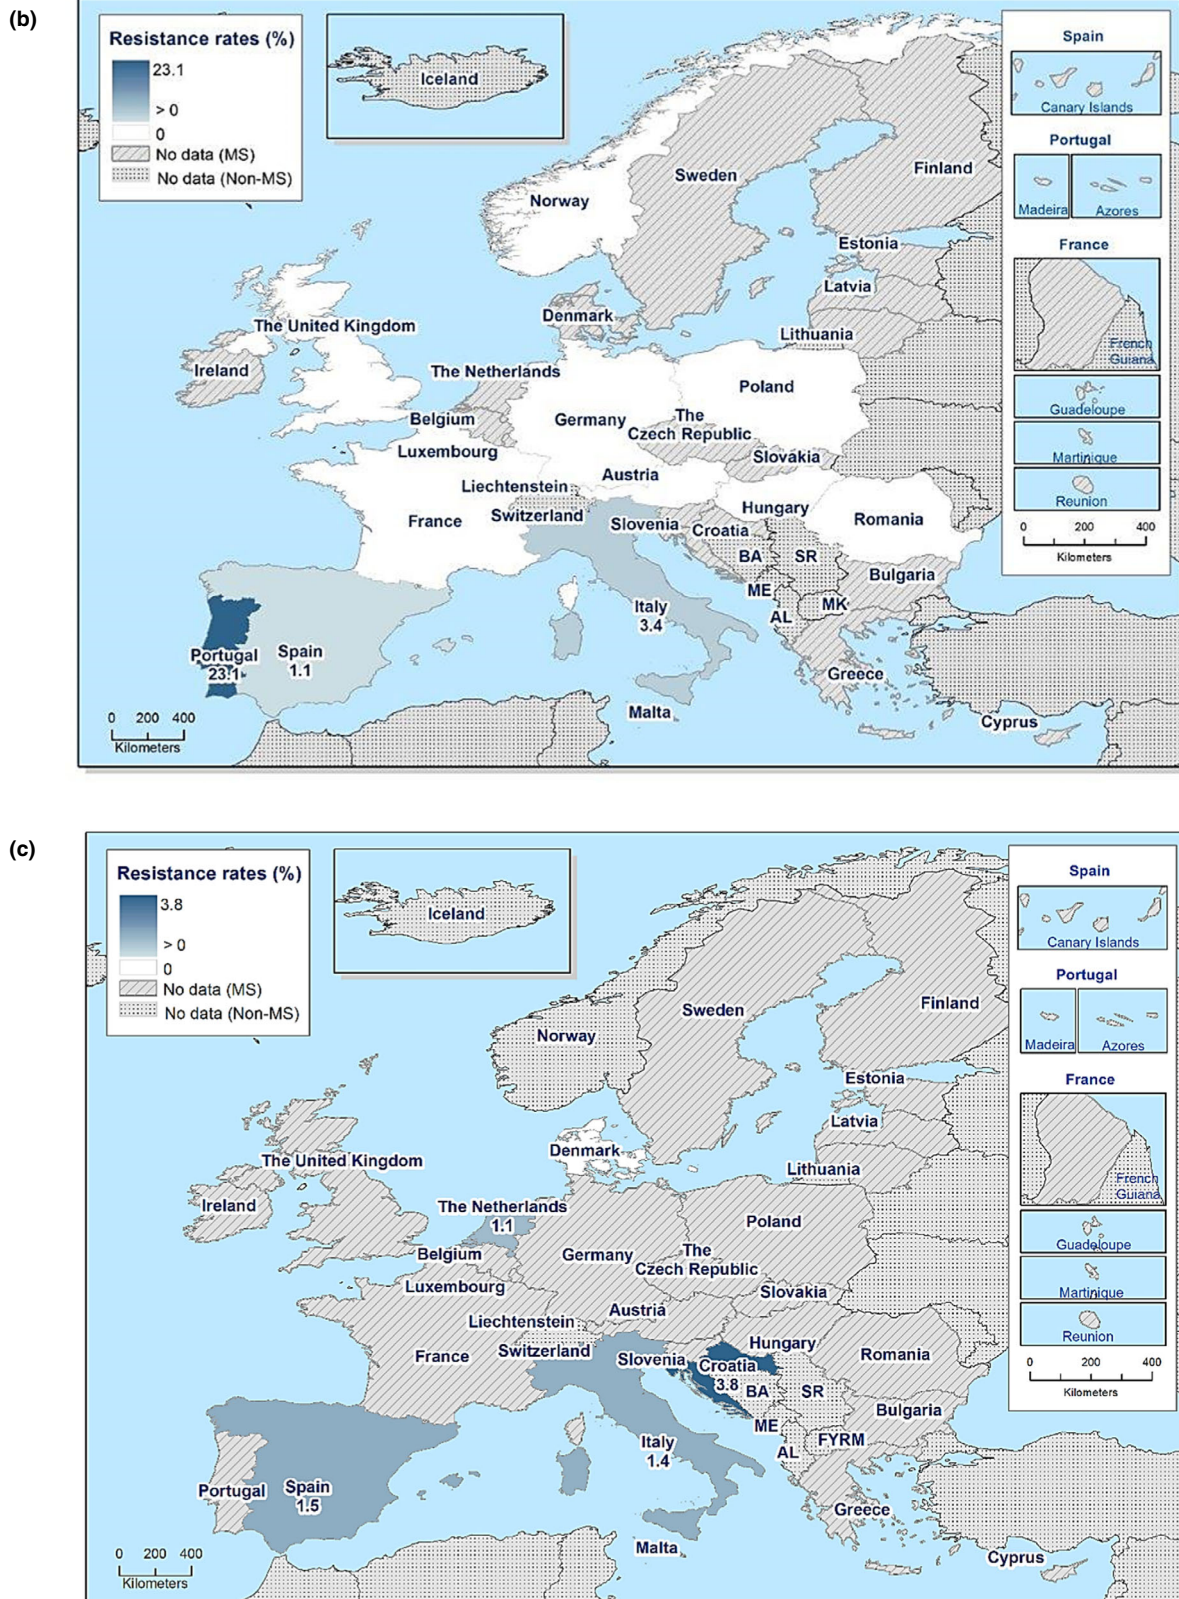 (b)
Resistance rates (%)
23.1
> 0
0
No data (MS)
No data (Non-MS)
Iceland
Norway
Sweden
Finland
Estonia
Latvia
Lithuania
Denmark
The United Kingdom
Ireland
The Netherlands
Belgium
Luxembourg
Germany
Poland
The
Czech Republic
Slovakia
Austria
Liechtenstein
Switzerland
France
Hungary
Romania
Slovenia
Croatia
BA
SR
ME
MK
AL
Bulgaria
Italy
3.4
Portugal
23.1
Spain
1.1
Greece
Malta
Cyprus
0 200 400
Kilometers
Spain
Canary Islands
Portugal
Madeira
Azores
France
French
Guiana
Guadeloupe
Martinique
Reunion
0 200 400
Kilometers
(c)
Resistance rates (%)
3.8
> 0
0
No data (MS)
No data (Non-MS)
Iceland
Norway
Sweden
Finland
Estonia
Latvia
Lithuania
Denmark
The United Kingdom
Ireland
The Netherlands
1.1
Belgium
Luxembourg
Germany
Poland
The
Czech Republic
Slovakia
Austria
Liechtenstein
Switzerland
France
Hungary
Romania
Slovenia
Croatia
3.8
BA
SR
ME
FYRM
AL
Bulgaria
Italy
1.4
Portugal
Spain
1.5
Greece
Malta
Cyprus
0 200 400
Kilometers
Spain
Canary Islands
Portugal
Madeira
Azores
France
French
Guiana
Guadeloupe
Martinique
Reunion
0 200 400
Kilometers